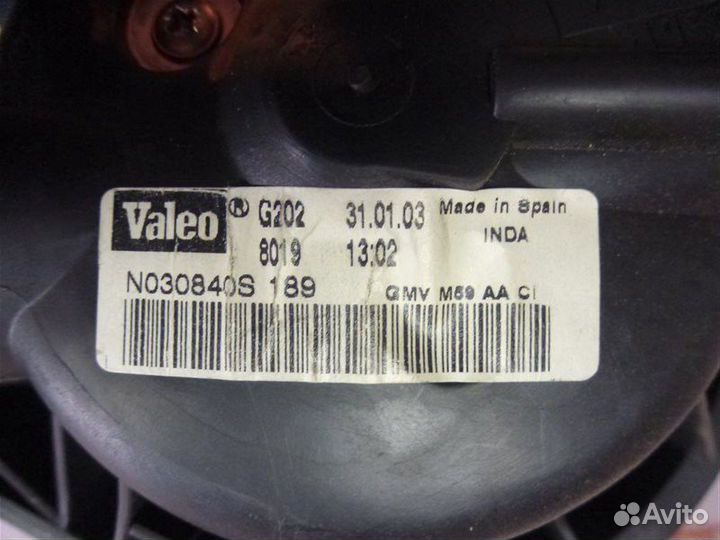 Valeo® G202 31.01.03 Made in Spain
8019 13:02 INDA
N030840S 189 GMV M59 AA CI
Avito